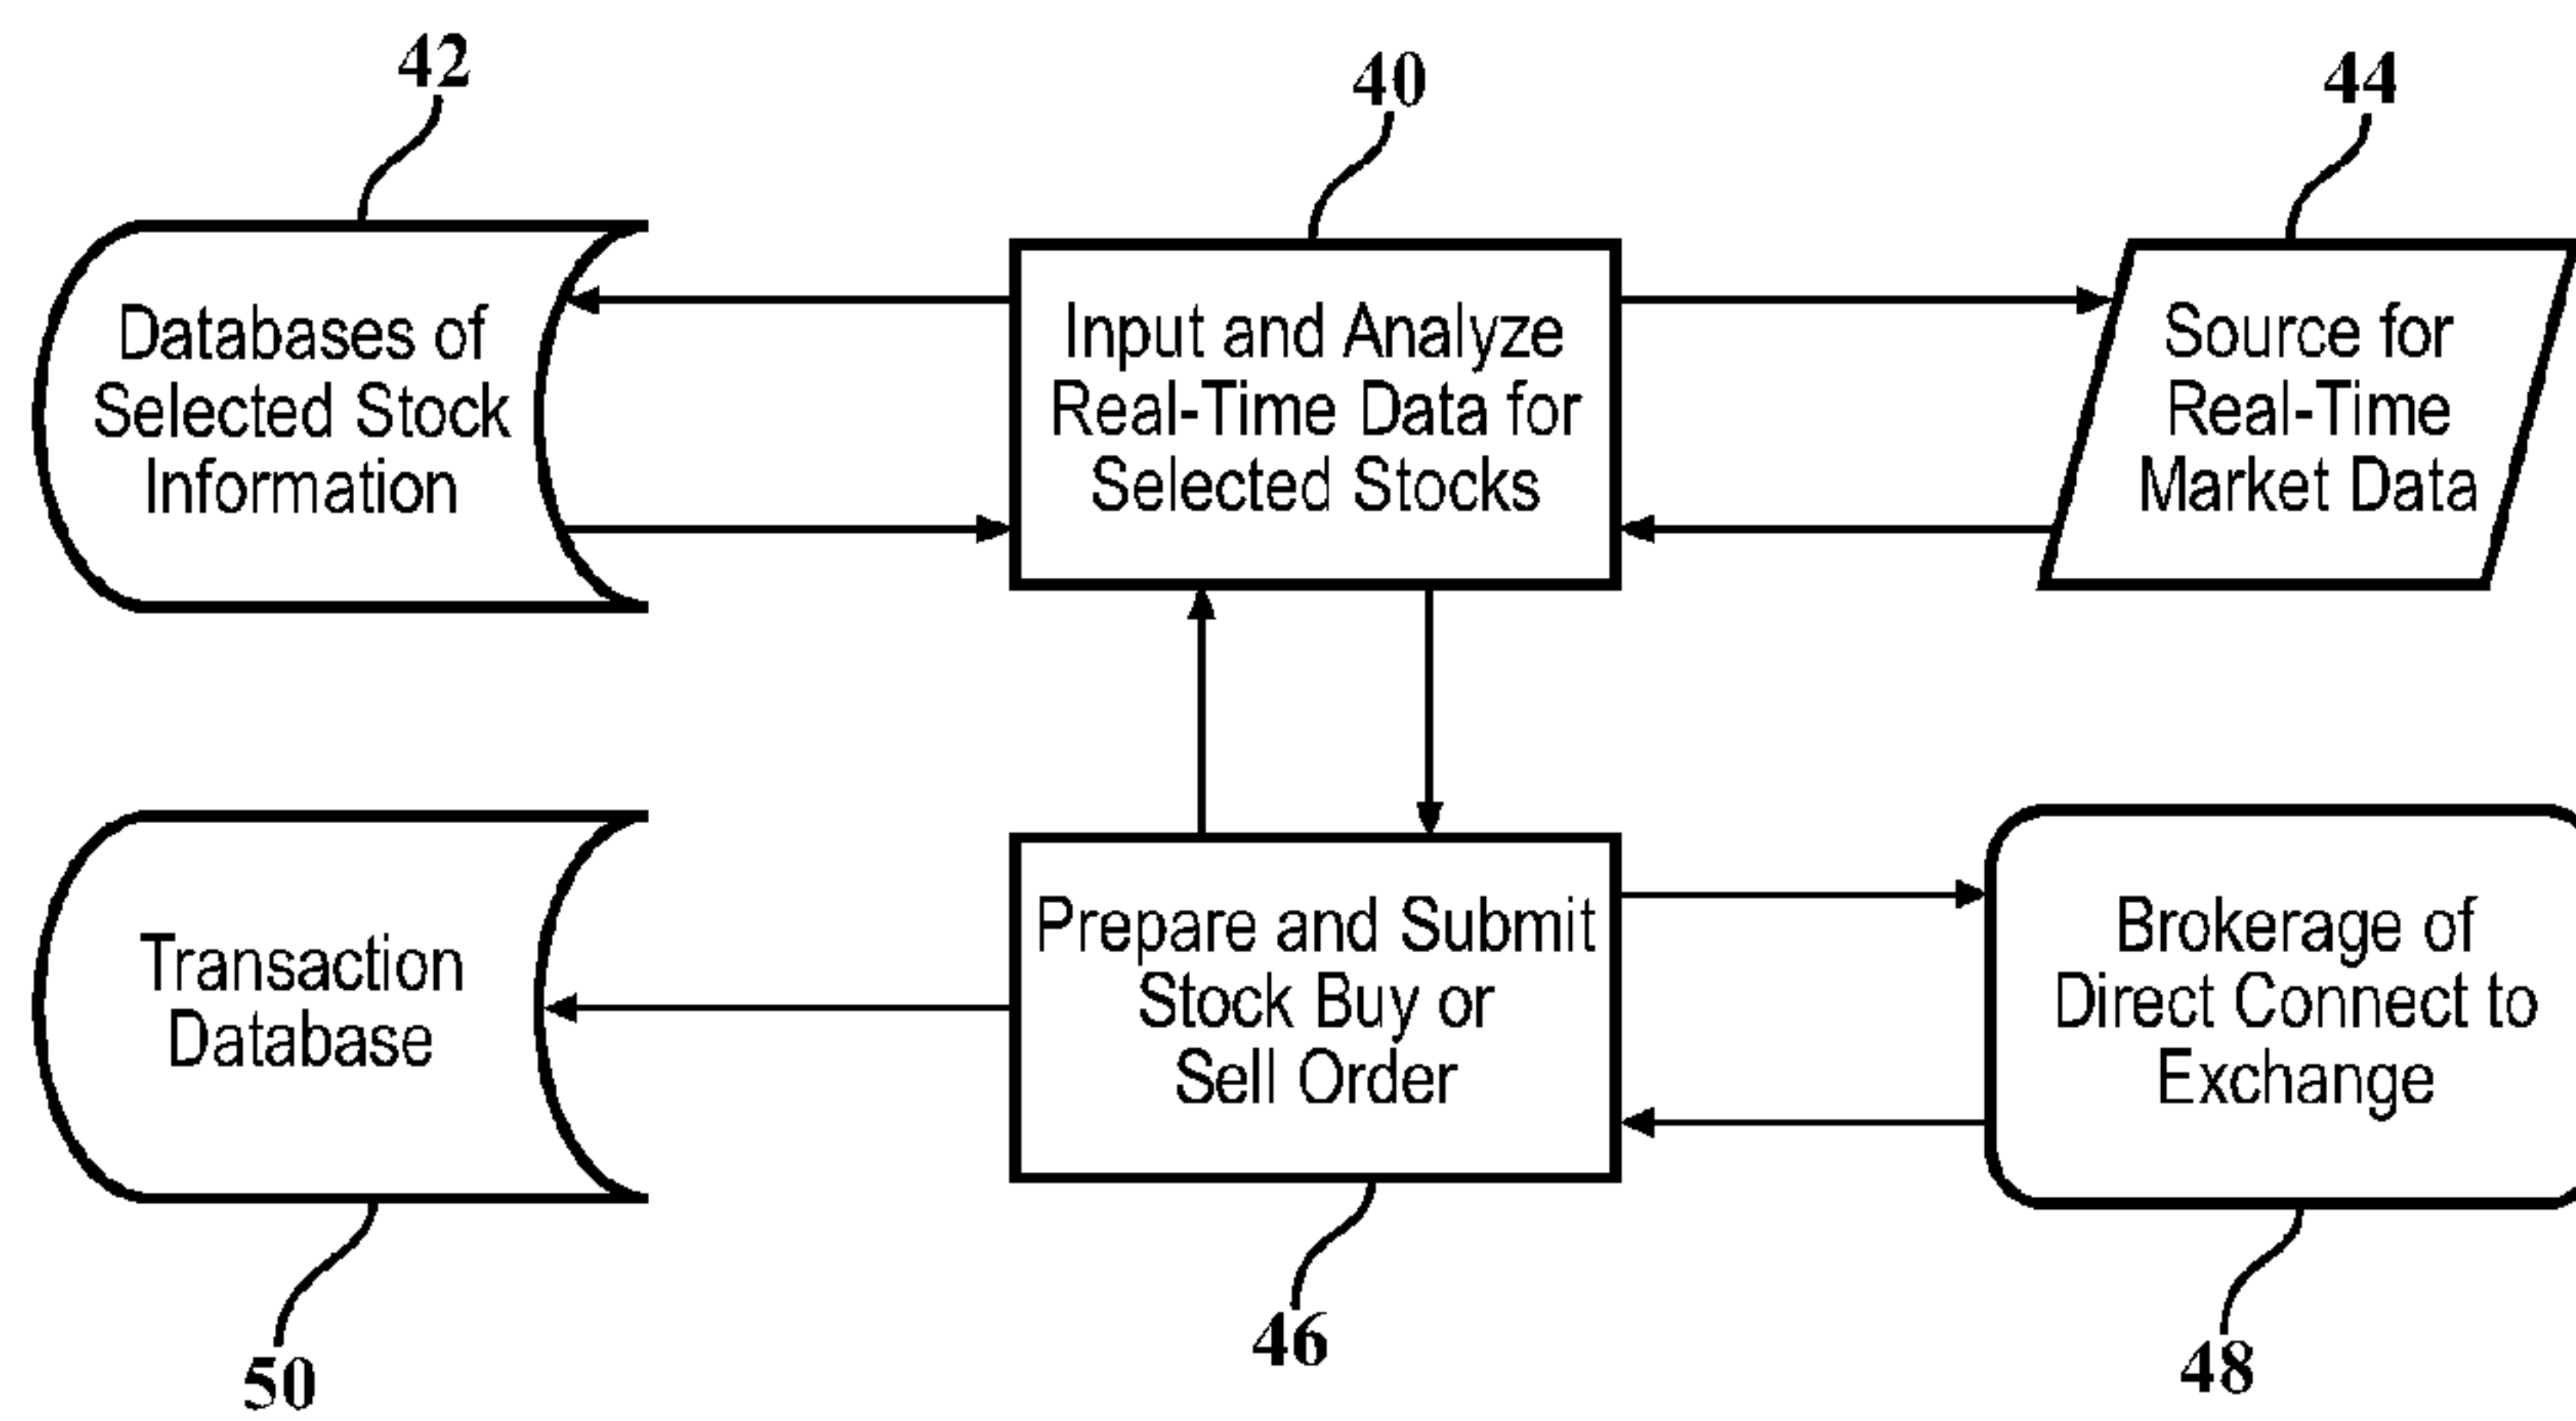 42
40
44
Databases of
Selected Stock
Information
Input and Analyze
Real-Time Data for
Selected Stocks
Source for
Real-Time
Market Data
Transaction
Database
Prepare and Submit
Stock Buy or
Sell Order
Brokerage of
Direct Connect to
Exchange
50
46
48